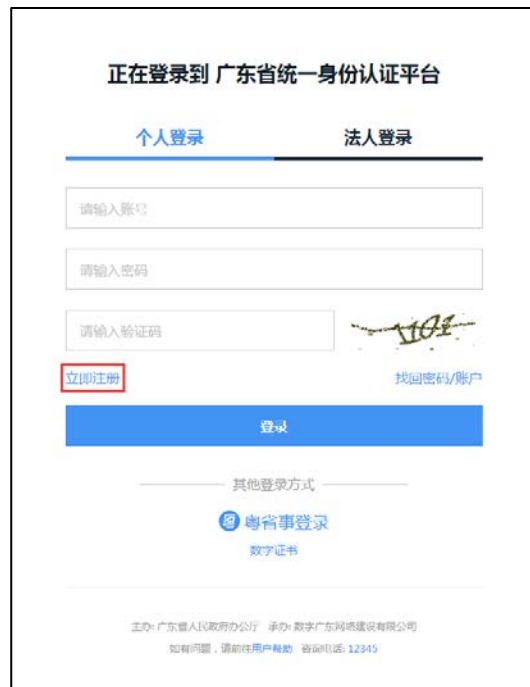 正在登录到 广东省统一身份认证平台
个人登录 法人登录
请输入账号
请输入密码
请输入验证码
立即注册 找回密码/账户
登录
其他登录方式
粤省事登录
数字证书
主办: 广东省人民政府办公厅 承办: 数字广东网络建设有限公司
如有问题，请前往用户帮助 咨询电话: 12345